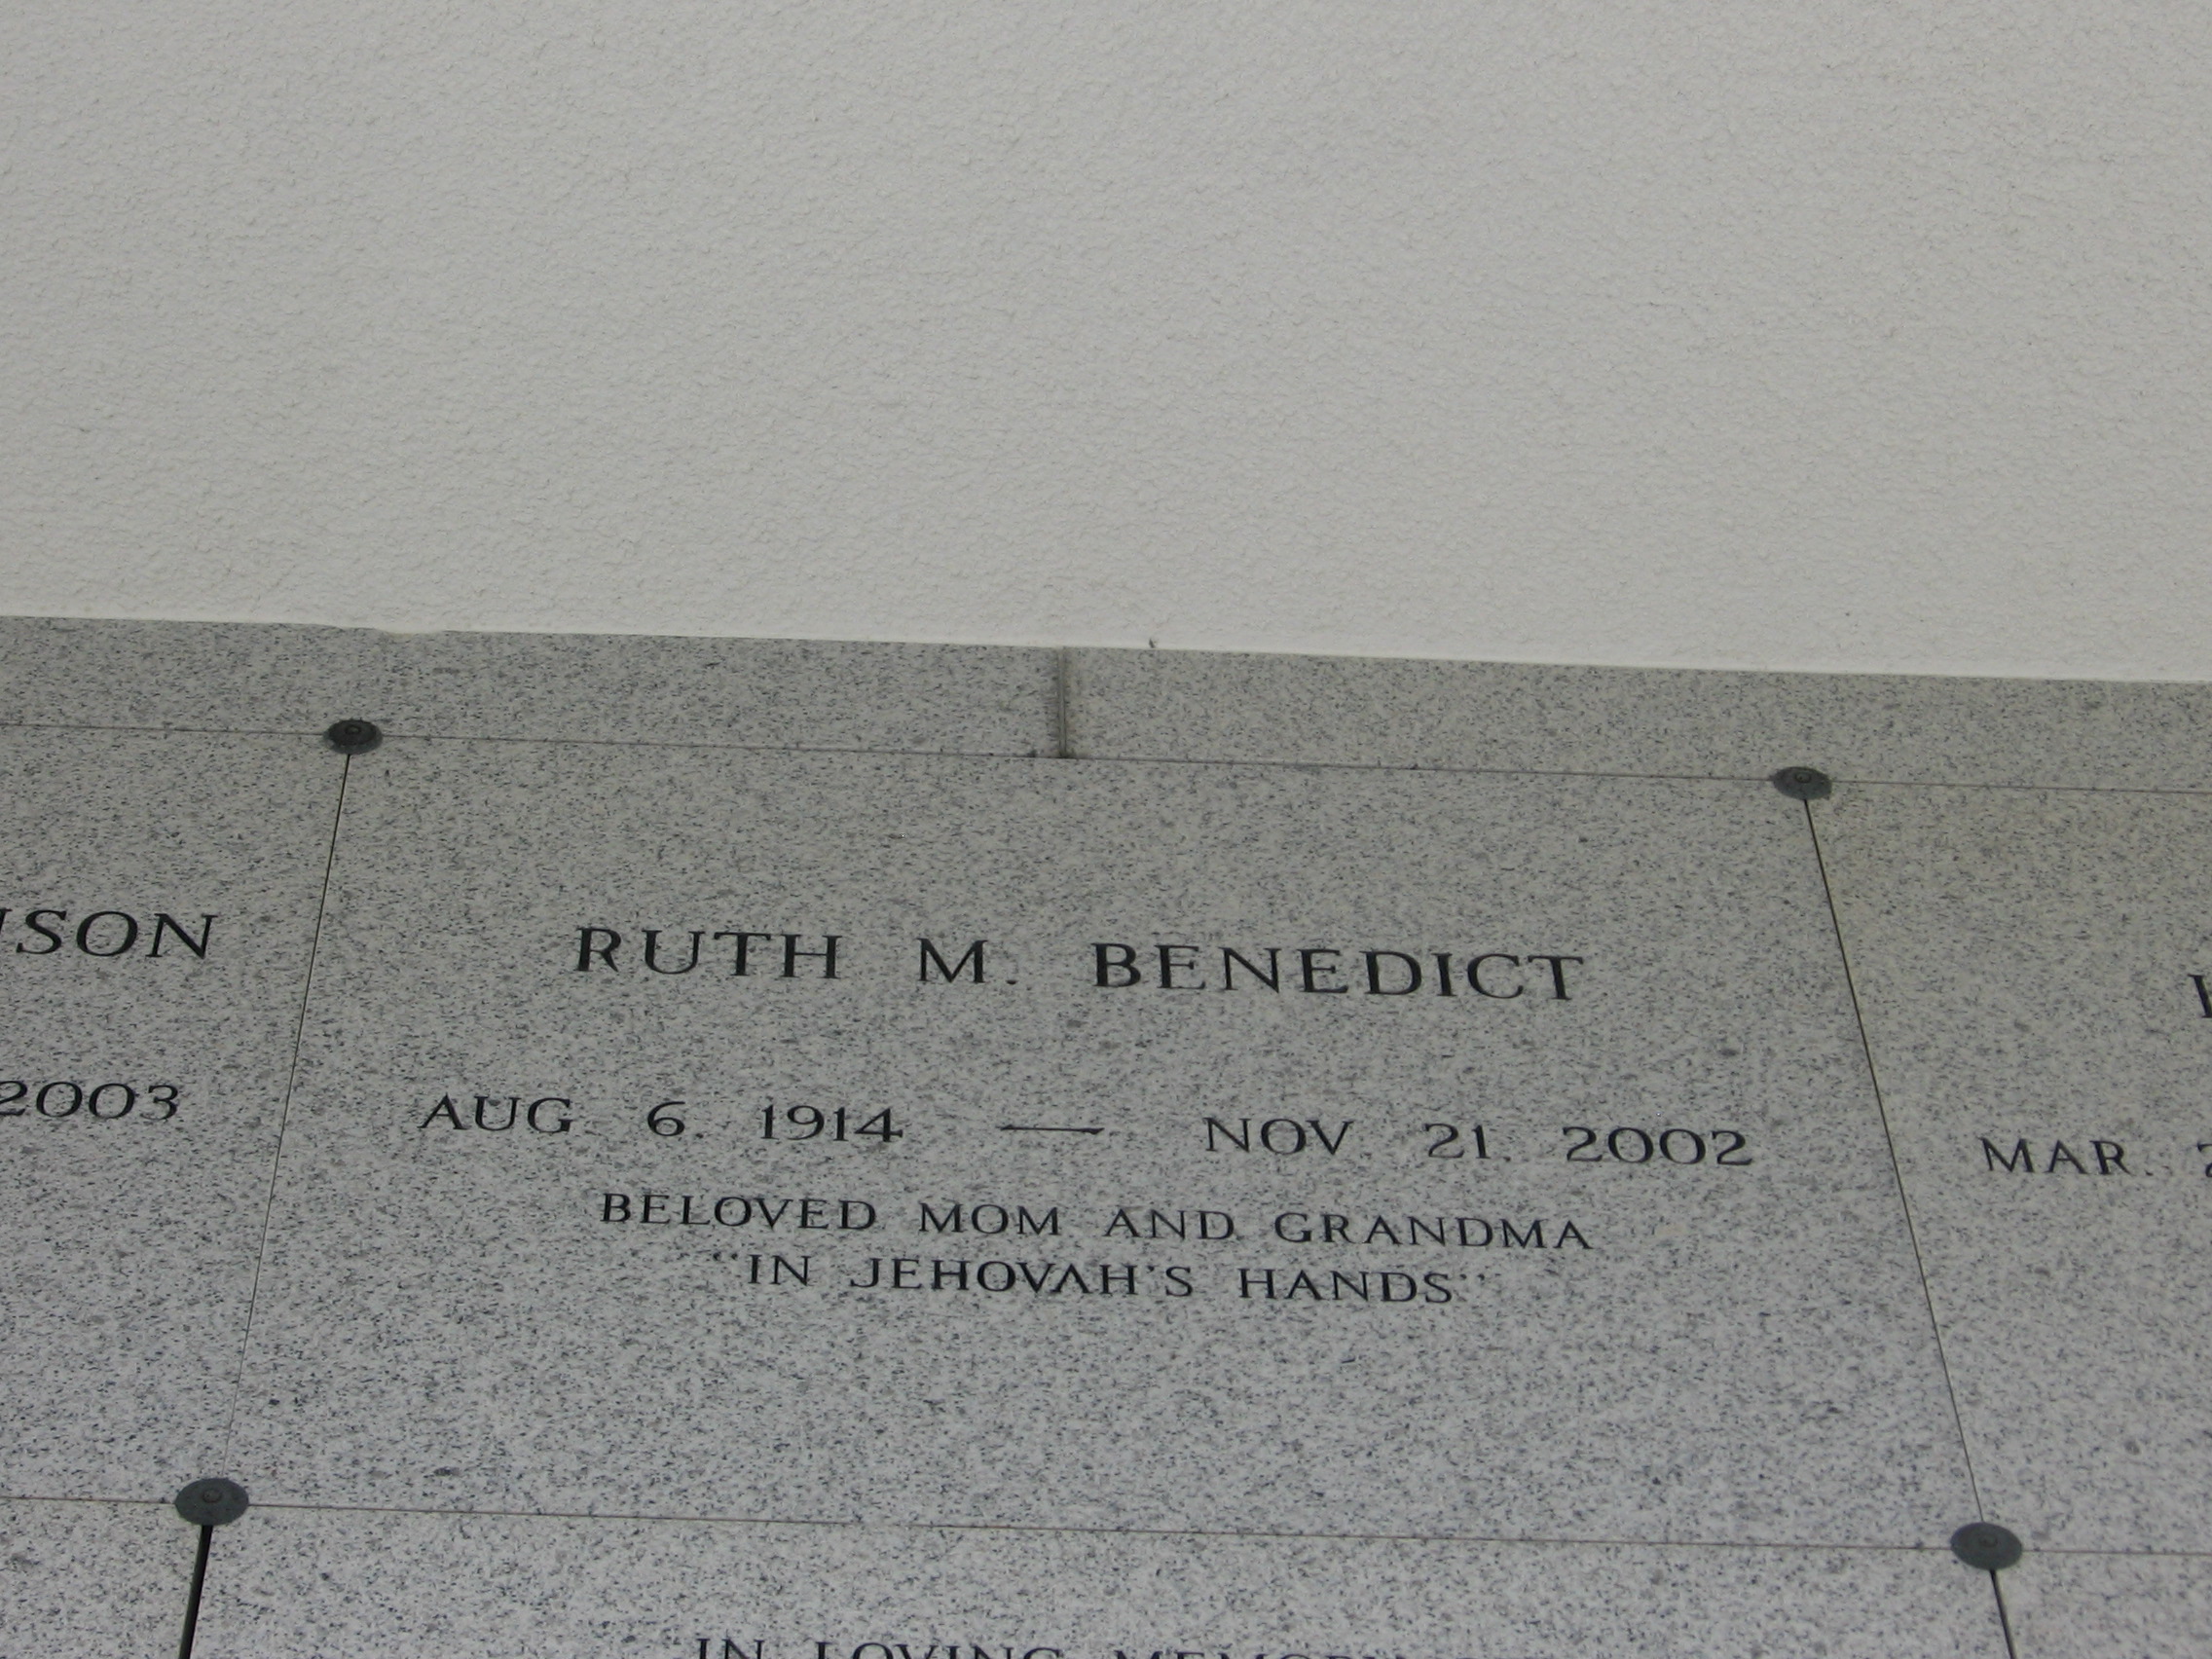 RUTH M. BENEDICT
AUG. 6. 1914 — NOV. 21. 2002
BELOVED MOM AND GRANDMA
“IN JEHOVAH'S HANDS”
2003
MAR.
IN LOVING MEMORY